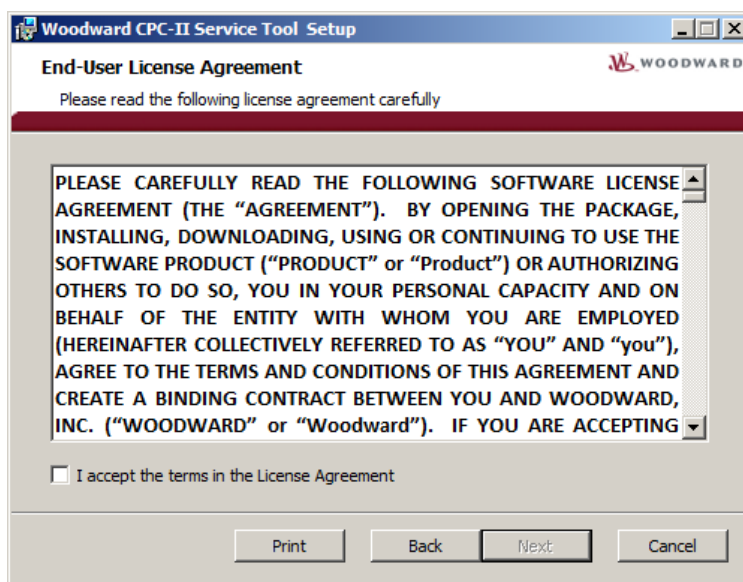 Woodward CPC-II Service Tool Setup
End-User License Agreement
WOODWARD
Please read the following license agreement carefully
PLEASE CAREFULLY READ THE FOLLOWING SOFTWARE LICENSE
AGREEMENT (THE “AGREEMENT”). BY OPENING THE PACKAGE,
INSTALLING, DOWNLOADING, USING OR CONTINUING TO USE THE
SOFTWARE PRODUCT (“PRODUCT” or “Product”) OR AUTHORIZING
OTHERS TO DO SO, YOU IN YOUR PERSONAL CAPACITY AND ON
BEHALF OF THE ENTITY WITH WHOM YOU ARE EMPLOYED
(HEREINAFTER COLLECTIVELY REFERRED TO AS “YOU” AND “you”),
AGREE TO THE TERMS AND CONDITIONS OF THIS AGREEMENT AND
CREATE A BINDING CONTRACT BETWEEN YOU AND WOODWARD,
INC. (“WOODWARD” or “Woodward”). IF YOU ARE ACCEPTING
I accept the terms in the License Agreement
Print Back Next Cancel